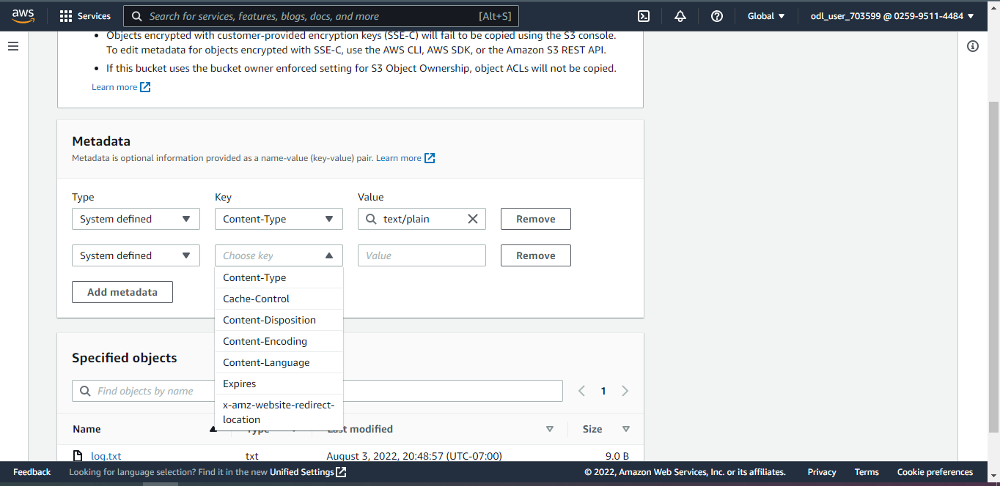 aws
Services
Search for services, features, blogs, docs, and more
[Alt+S]
Global
odl_user_703599 @ 0259-9511-4484
Objects encrypted with customer-provided encryption keys (SSE-C) will fail to be copied using the S3 console.
To edit metadata for objects encrypted with SSE-C, use the AWS CLI, AWS SDK, or the Amazon S3 REST API.
If this bucket uses the bucket owner enforced setting for S3 Object Ownership, object ACLs will not be copied.
Learn more
Metadata
Metadata is optional information provided as a name-value (key-value) pair. Learn more
Type Key Value
System defined Content-Type text/plain Remove
System defined Choose key Value Remove
Content-Type
Add metadata
Cache-Control
Content-Disposition
Content-Encoding
Content-Language
Expires
x-amz-website-redirect-
location
Specified objects
Find objects by name
1
Name Type Last modified Size
log.txt txt August 3, 2022, 20:48:57 (UTC-07:00) 9.0 B
Feedback Looking for language selection? Find it in the new Unified Settings © 2022, Amazon Web Services, Inc. or its affiliates. Privacy Terms Cookie preferences